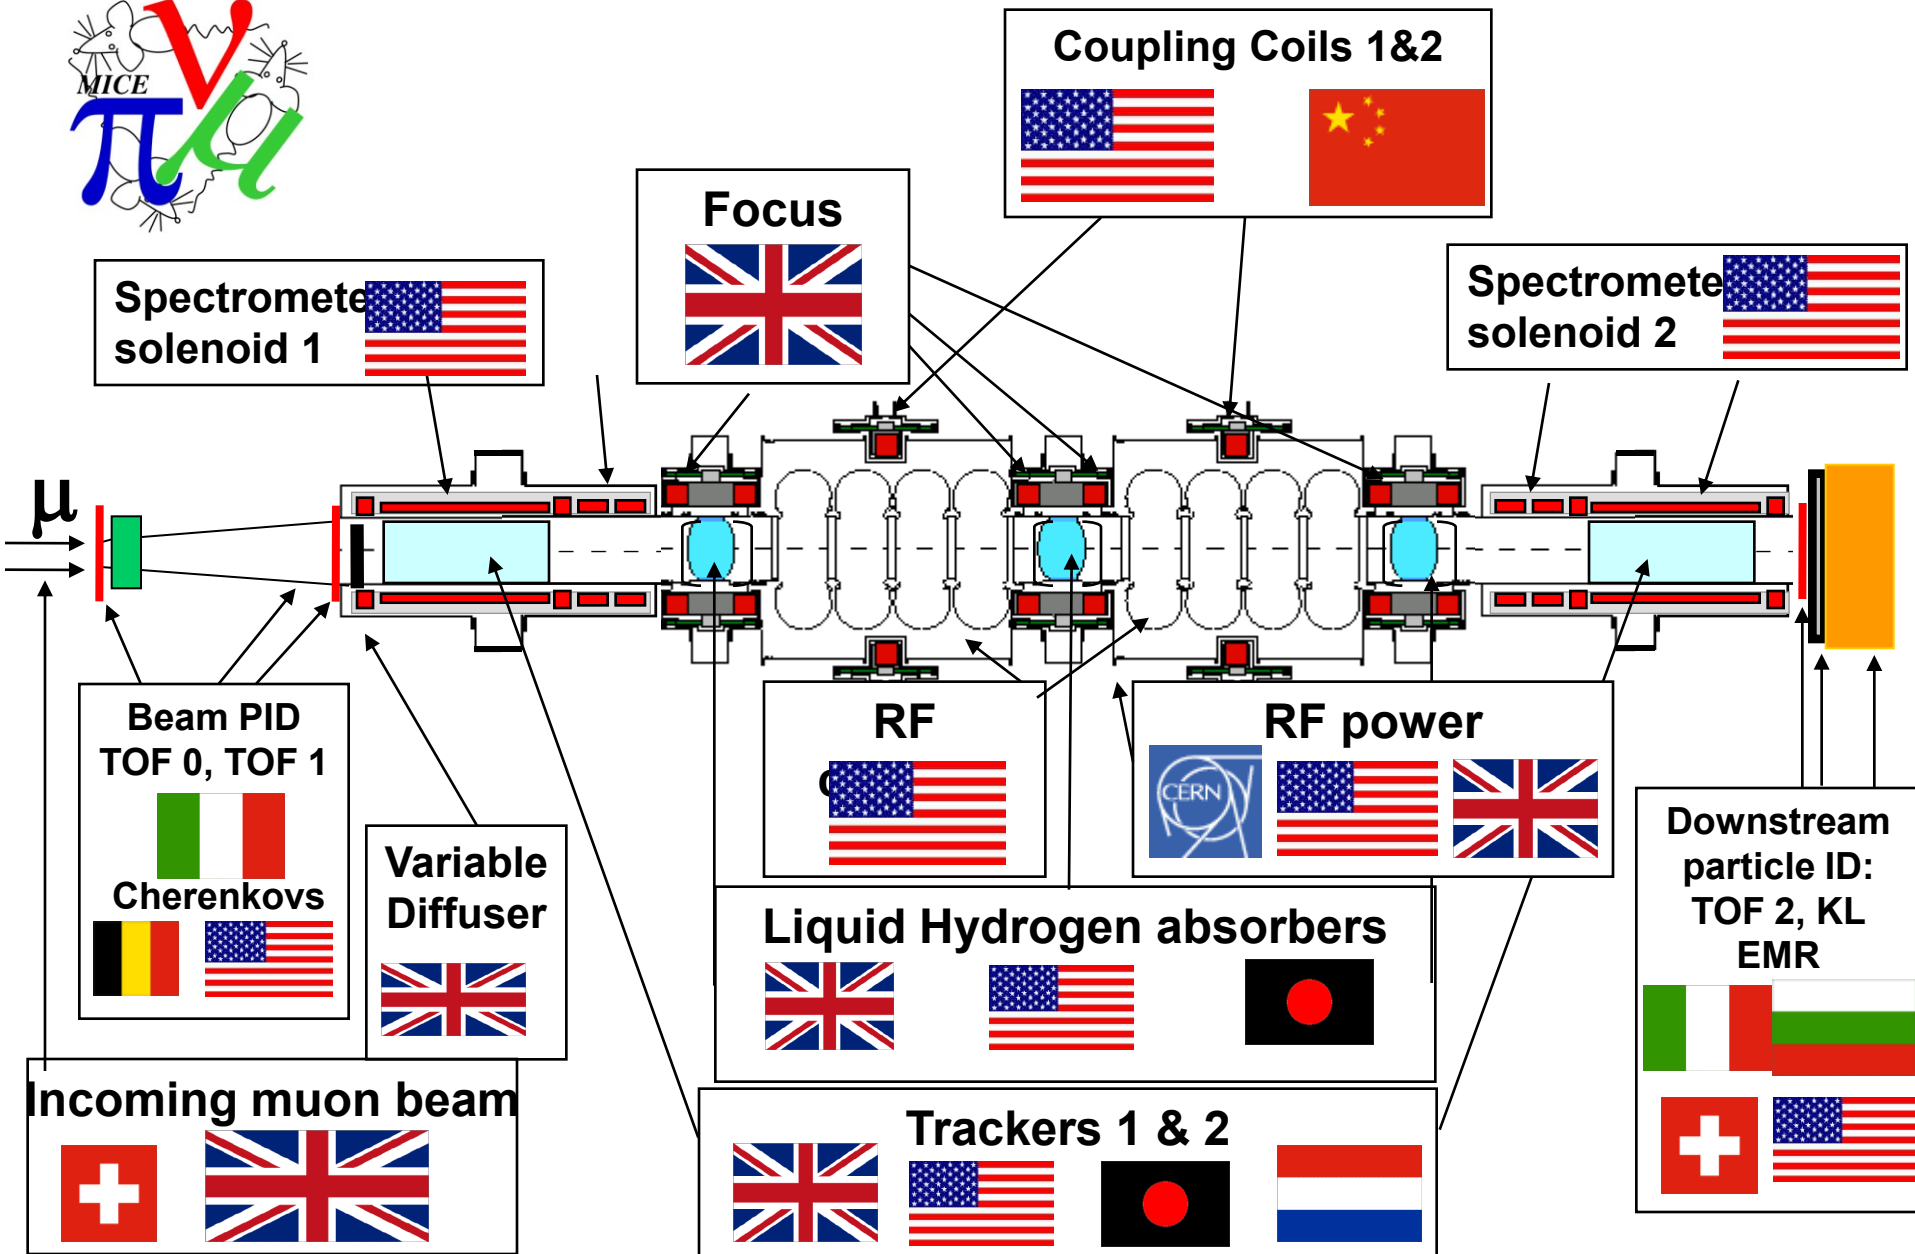 MICE
ν
π μ
Coupling Coils 1&2
Focus
Spectromete
solenoid 1
Spectromete
solenoid 2
μ
Beam PID
TOF 0, TOF 1
Cherenkovs
Variable
Diffuser
RF
RF power
CERN
Downstream
particle ID:
TOF 2, KL
EMR
Liquid Hydrogen absorbers
Incoming muon beam
Trackers 1 & 2